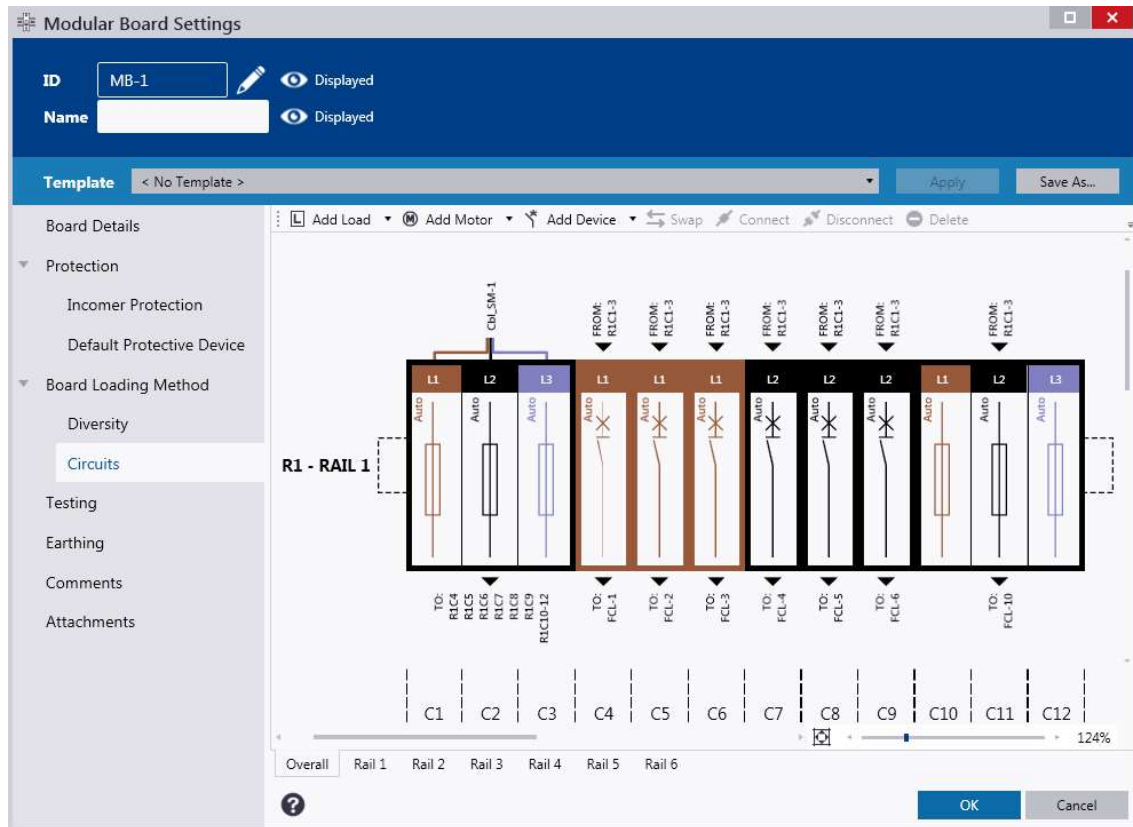 Modular Board Settings
ID MB-1 Displayed
Name Displayed
Template < No Template > Apply Save As...
Board Details
Protection
Incomer Protection
Default Protective Device
Board Loading Method
Diversity
Circuits
Testing
Earthing
Comments
Attachments
L Add Load M Add Motor Add Device Swap Connect Disconnect Delete
Cbl_SM-1
FROM: R1C1-3
FROM: R1C1-3
FROM: R1C1-3
FROM: R1C1-3
FROM: R1C1-3
FROM: R1C1-3
FROM: R1C1-3
L1 L2 L3 L1 L1 L1 L2 L2 L2 L1 L2 L3
Auto Auto Auto Auto Auto Auto Auto Auto Auto Auto Auto Auto
R1 - RAIL 1
TO:
R1C4
R1C5
R1C6
R1C7
R1C8
R1C9
R1C10-12
TO: FCL-1
TO: FCL-2
TO: FCL-3
TO: FCL-4
TO: FCL-5
TO: FCL-6
TO: FCL-10
C1 C2 C3 C4 C5 C6 C7 C8 C9 C10 C11 C12
124%
Overall Rail 1 Rail 2 Rail 3 Rail 4 Rail 5 Rail 6
? OK Cancel